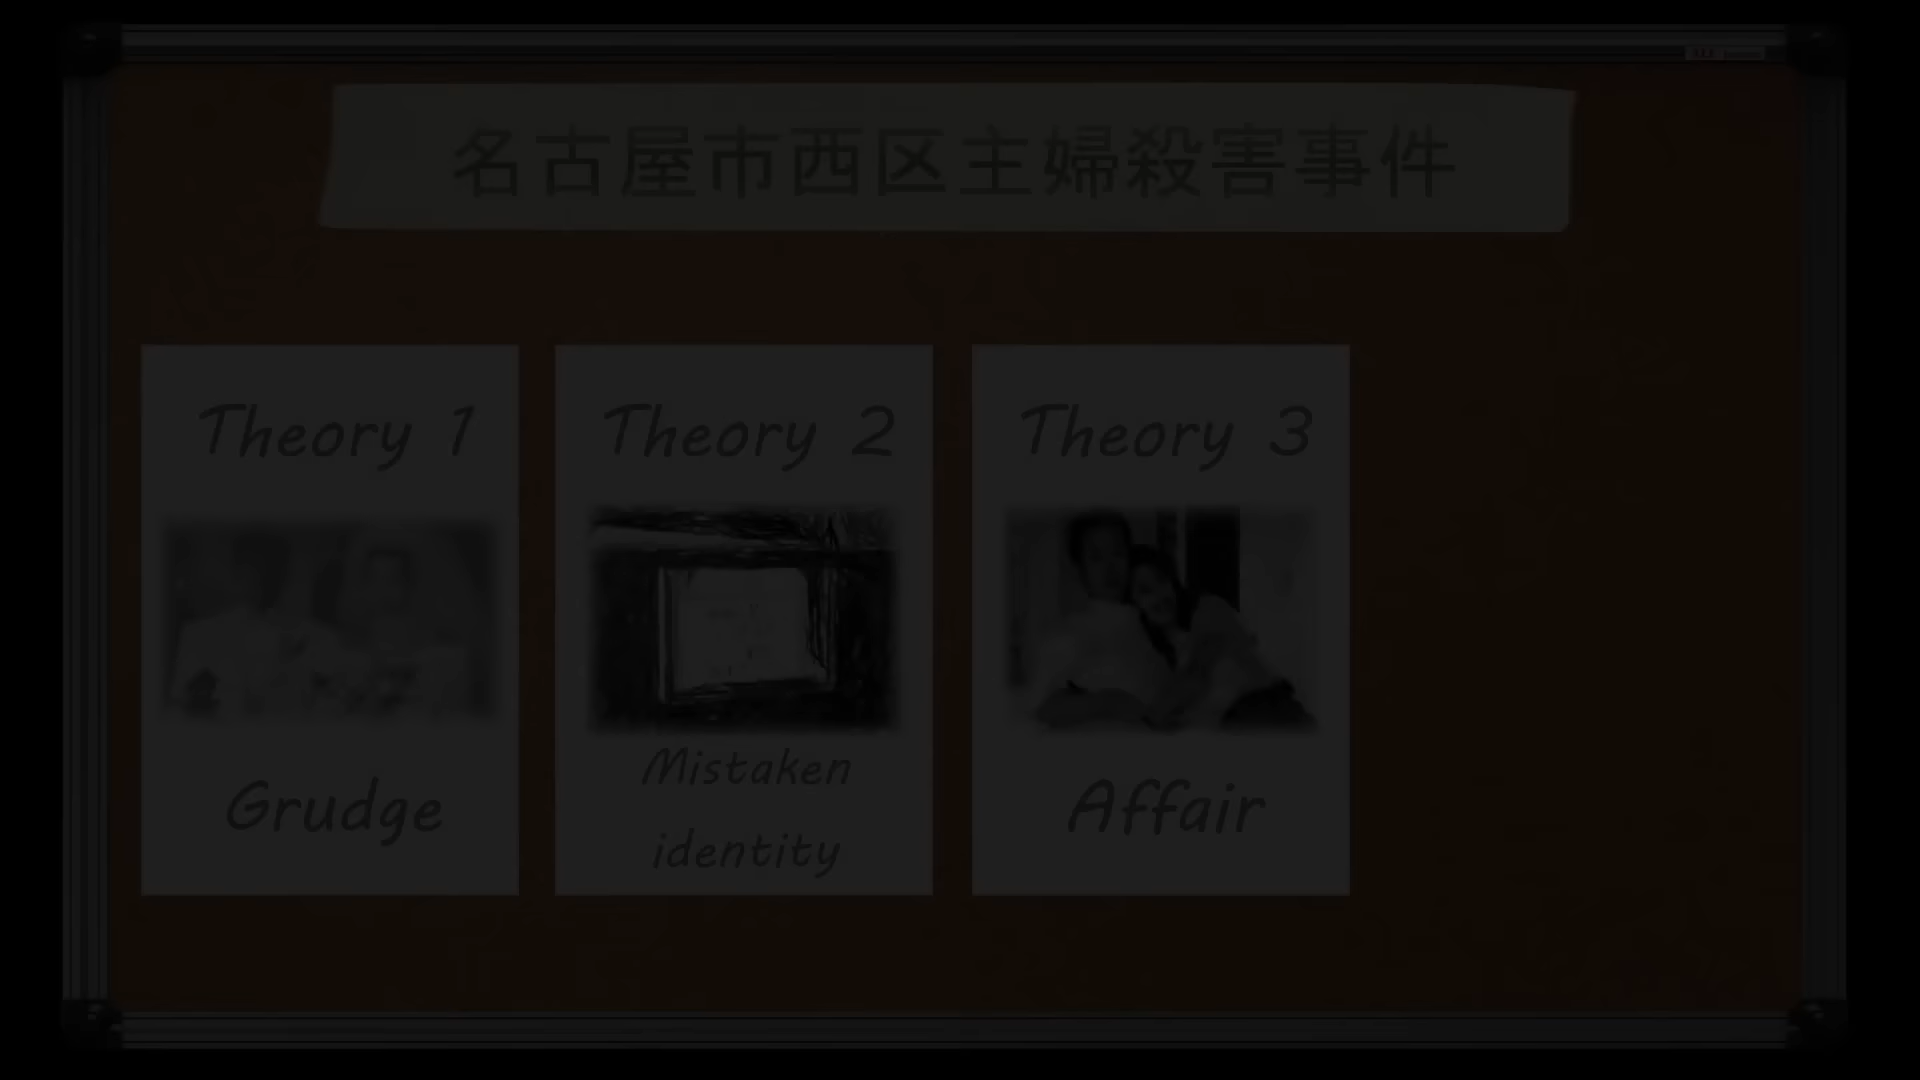 名古屋市西区主婦殺害事件
Theory 1
Theory 2
Theory 3
Grudge
Mistaken
identity
Affair